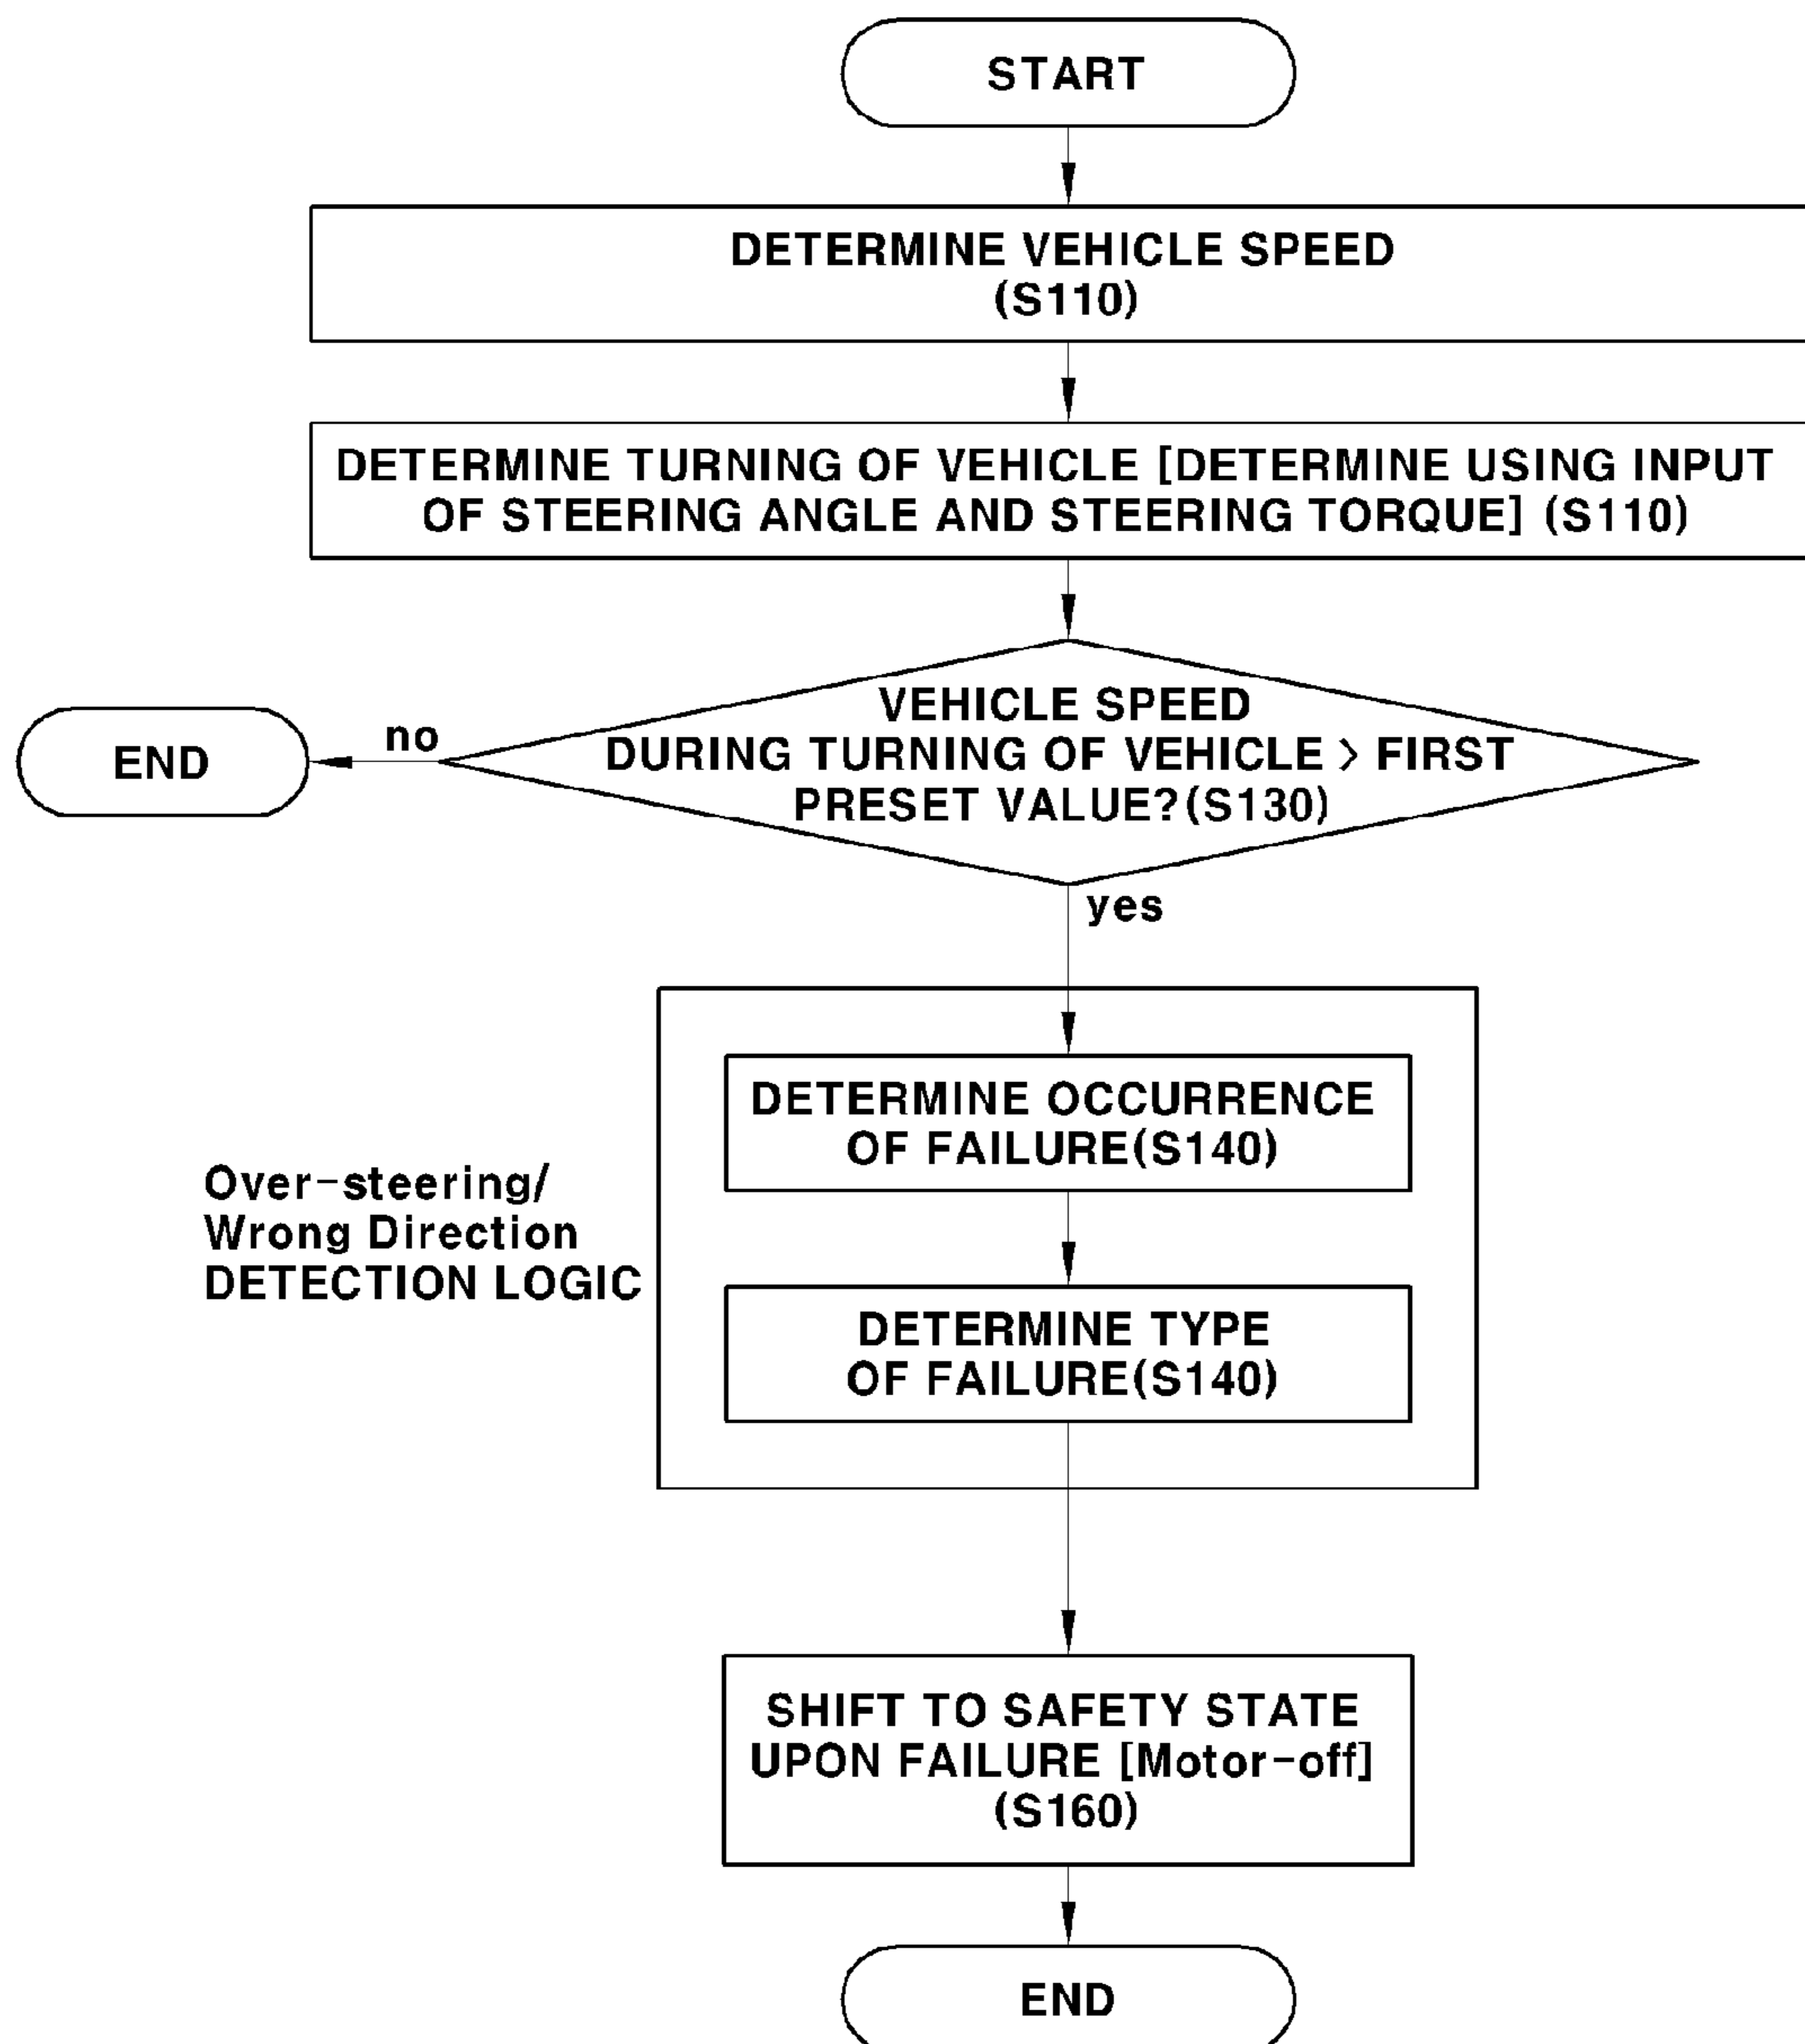 START
DETERMINE VEHICLE SPEED
(S110)
DETERMINE TURNING OF VEHICLE [DETERMINE USING INPUT
OF STEERING ANGLE AND STEERING TORQUE] (S110)
VEHICLE SPEED
DURING TURNING OF VEHICLE > FIRST
PRESET VALUE?(S130)
no
END
yes
Over-steering/
Wrong Direction
DETECTION LOGIC
DETERMINE OCCURRENCE
OF FAILURE(S140)
DETERMINE TYPE
OF FAILURE(S140)
SHIFT TO SAFETY STATE
UPON FAILURE [Motor-off]
(S160)
END